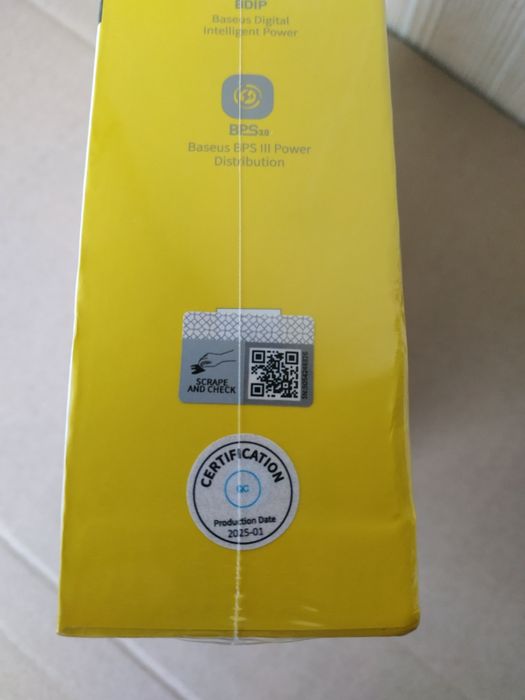 BDIP
Baseus Digital
Intelligent Power
BPS3.0
Baseus BPS III Power
Distribution
SCRAPE
AND CHECK
CERTIFICATION
QC
Production Date
2025-01